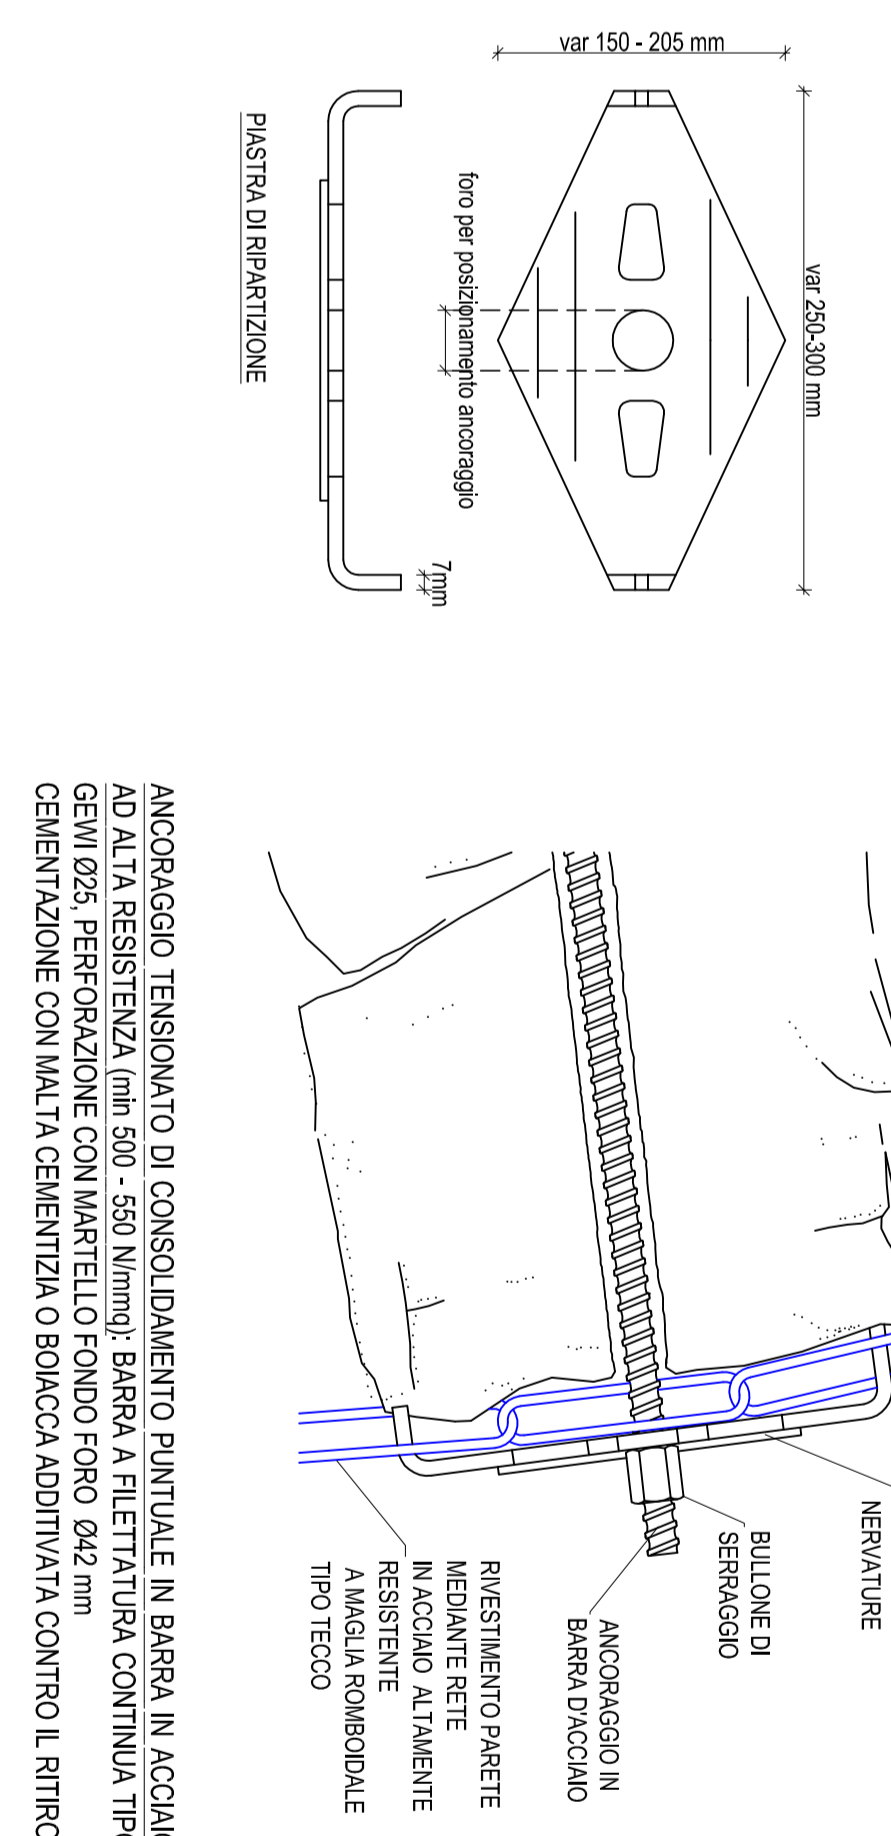 var 150 - 205 mm
var 250-300 mm
foro per posizionamento ancoraggio
7mm
PIASTRA DI RIPARTIZIONE
NERVATURE
BULLONE DI
SERRAGGIO
ANCORAGGIO IN
BARRA D'ACCIAIO
RIVESTIMENTO PARETE
MEDIANTE RETE
IN ACCIAIO ALTAMENTE
RESISTENTE
A MAGLIA ROMBOIDALE
TIPO TECCO
ANCORAGGIO TENSIONATO DI CONSOLIDAMENTO PUNTUALE IN BARRA IN ACCIAIO
AD ALTA RESISTENZA (min 500 - 550 N/mmq): BARRA A FILETTATURA CONTINUA TIPO
GEWI Ø25, PERFORAZIONE CON MARTELLO FONDO FORO Ø42 mm
CEMENTAZIONE CON MALTA CEMENTIZIA O BOIACCA ADDITIVATA CONTRO IL RITIRO